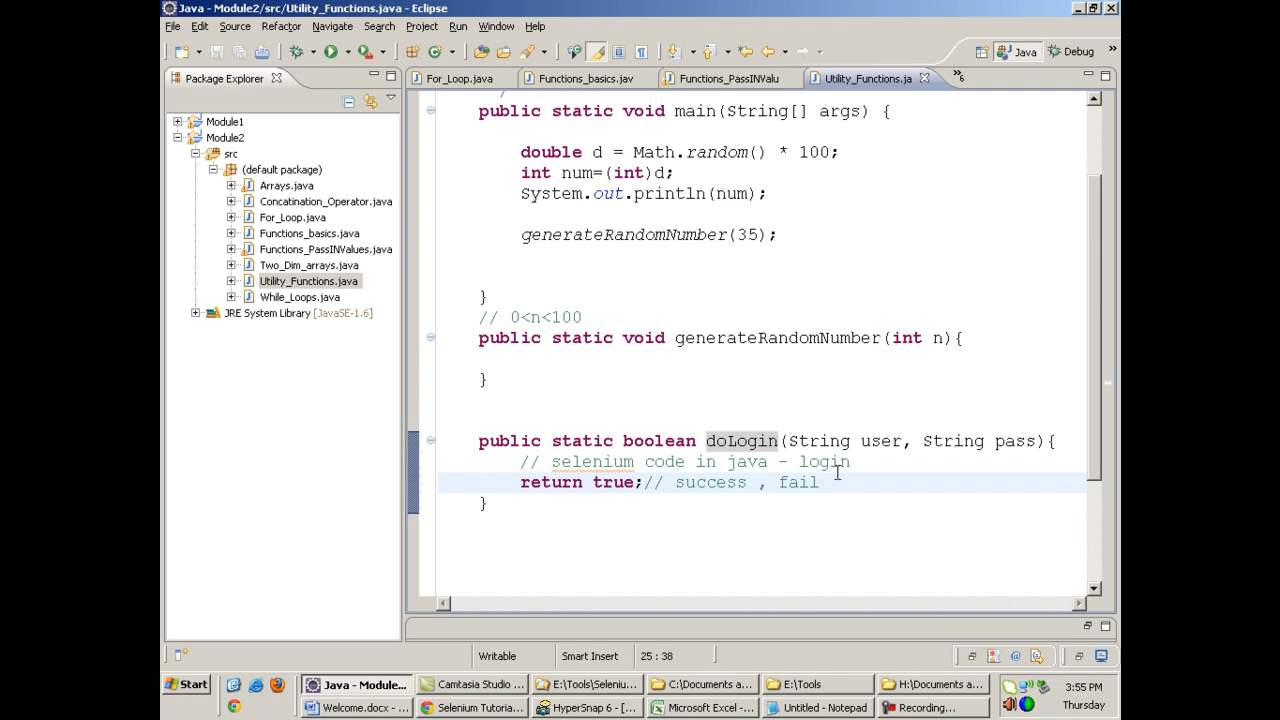 Java - Module2/src/Utility_Functions.java - Eclipse
File Edit Source Refactor Navigate Search Project Run Window Help
Java Debug
Package Explorer
For_Loop.java Functions_basics.jav Functions_PassINValu Utility_Functions.ja
Module1
Module2
src
(default package)
Arrays.java
Concatination_Operator.java
For_Loop.java
Functions_basics.java
Functions_PassINValues.java
Two_Dim_arrays.java
Utility_Functions.java
While_Loops.java
JRE System Library [JavaSE-1.6]
public static void main(String[] args) {
double d = Math.random() * 100;
int num=(int)d;
System.out.println(num);
generateRandomNumber(35);
}
// 0<n<100
public static void generateRandomNumber(int n){
}
public static boolean doLogin(String user, String pass){
// selenium code in java - login
return true;// success , fail
}
Writable Smart Insert 25 : 38
Start Java - Module... Camtasia Studio ... E:\Tools\Seleniu... C:\Documents a... E:\Tools H:\Documents a... 3:55 PM
Welcome.docx - ... Selenium Tutoria... HyperSnap 6 - [... Microsoft Excel - ... Untitled - Notepad Recording... Thursday